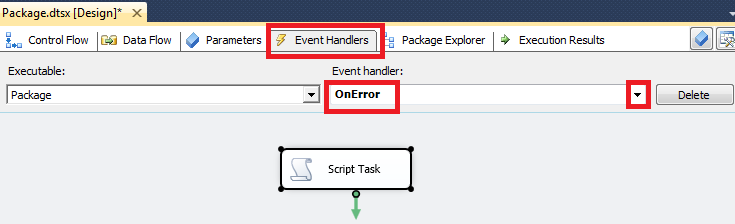 Package.dtsx [Design]*
Control Flow Data Flow Parameters Event Handlers Package Explorer Execution Results
Executable: Event handler:
Package OnError Delete
Script Task